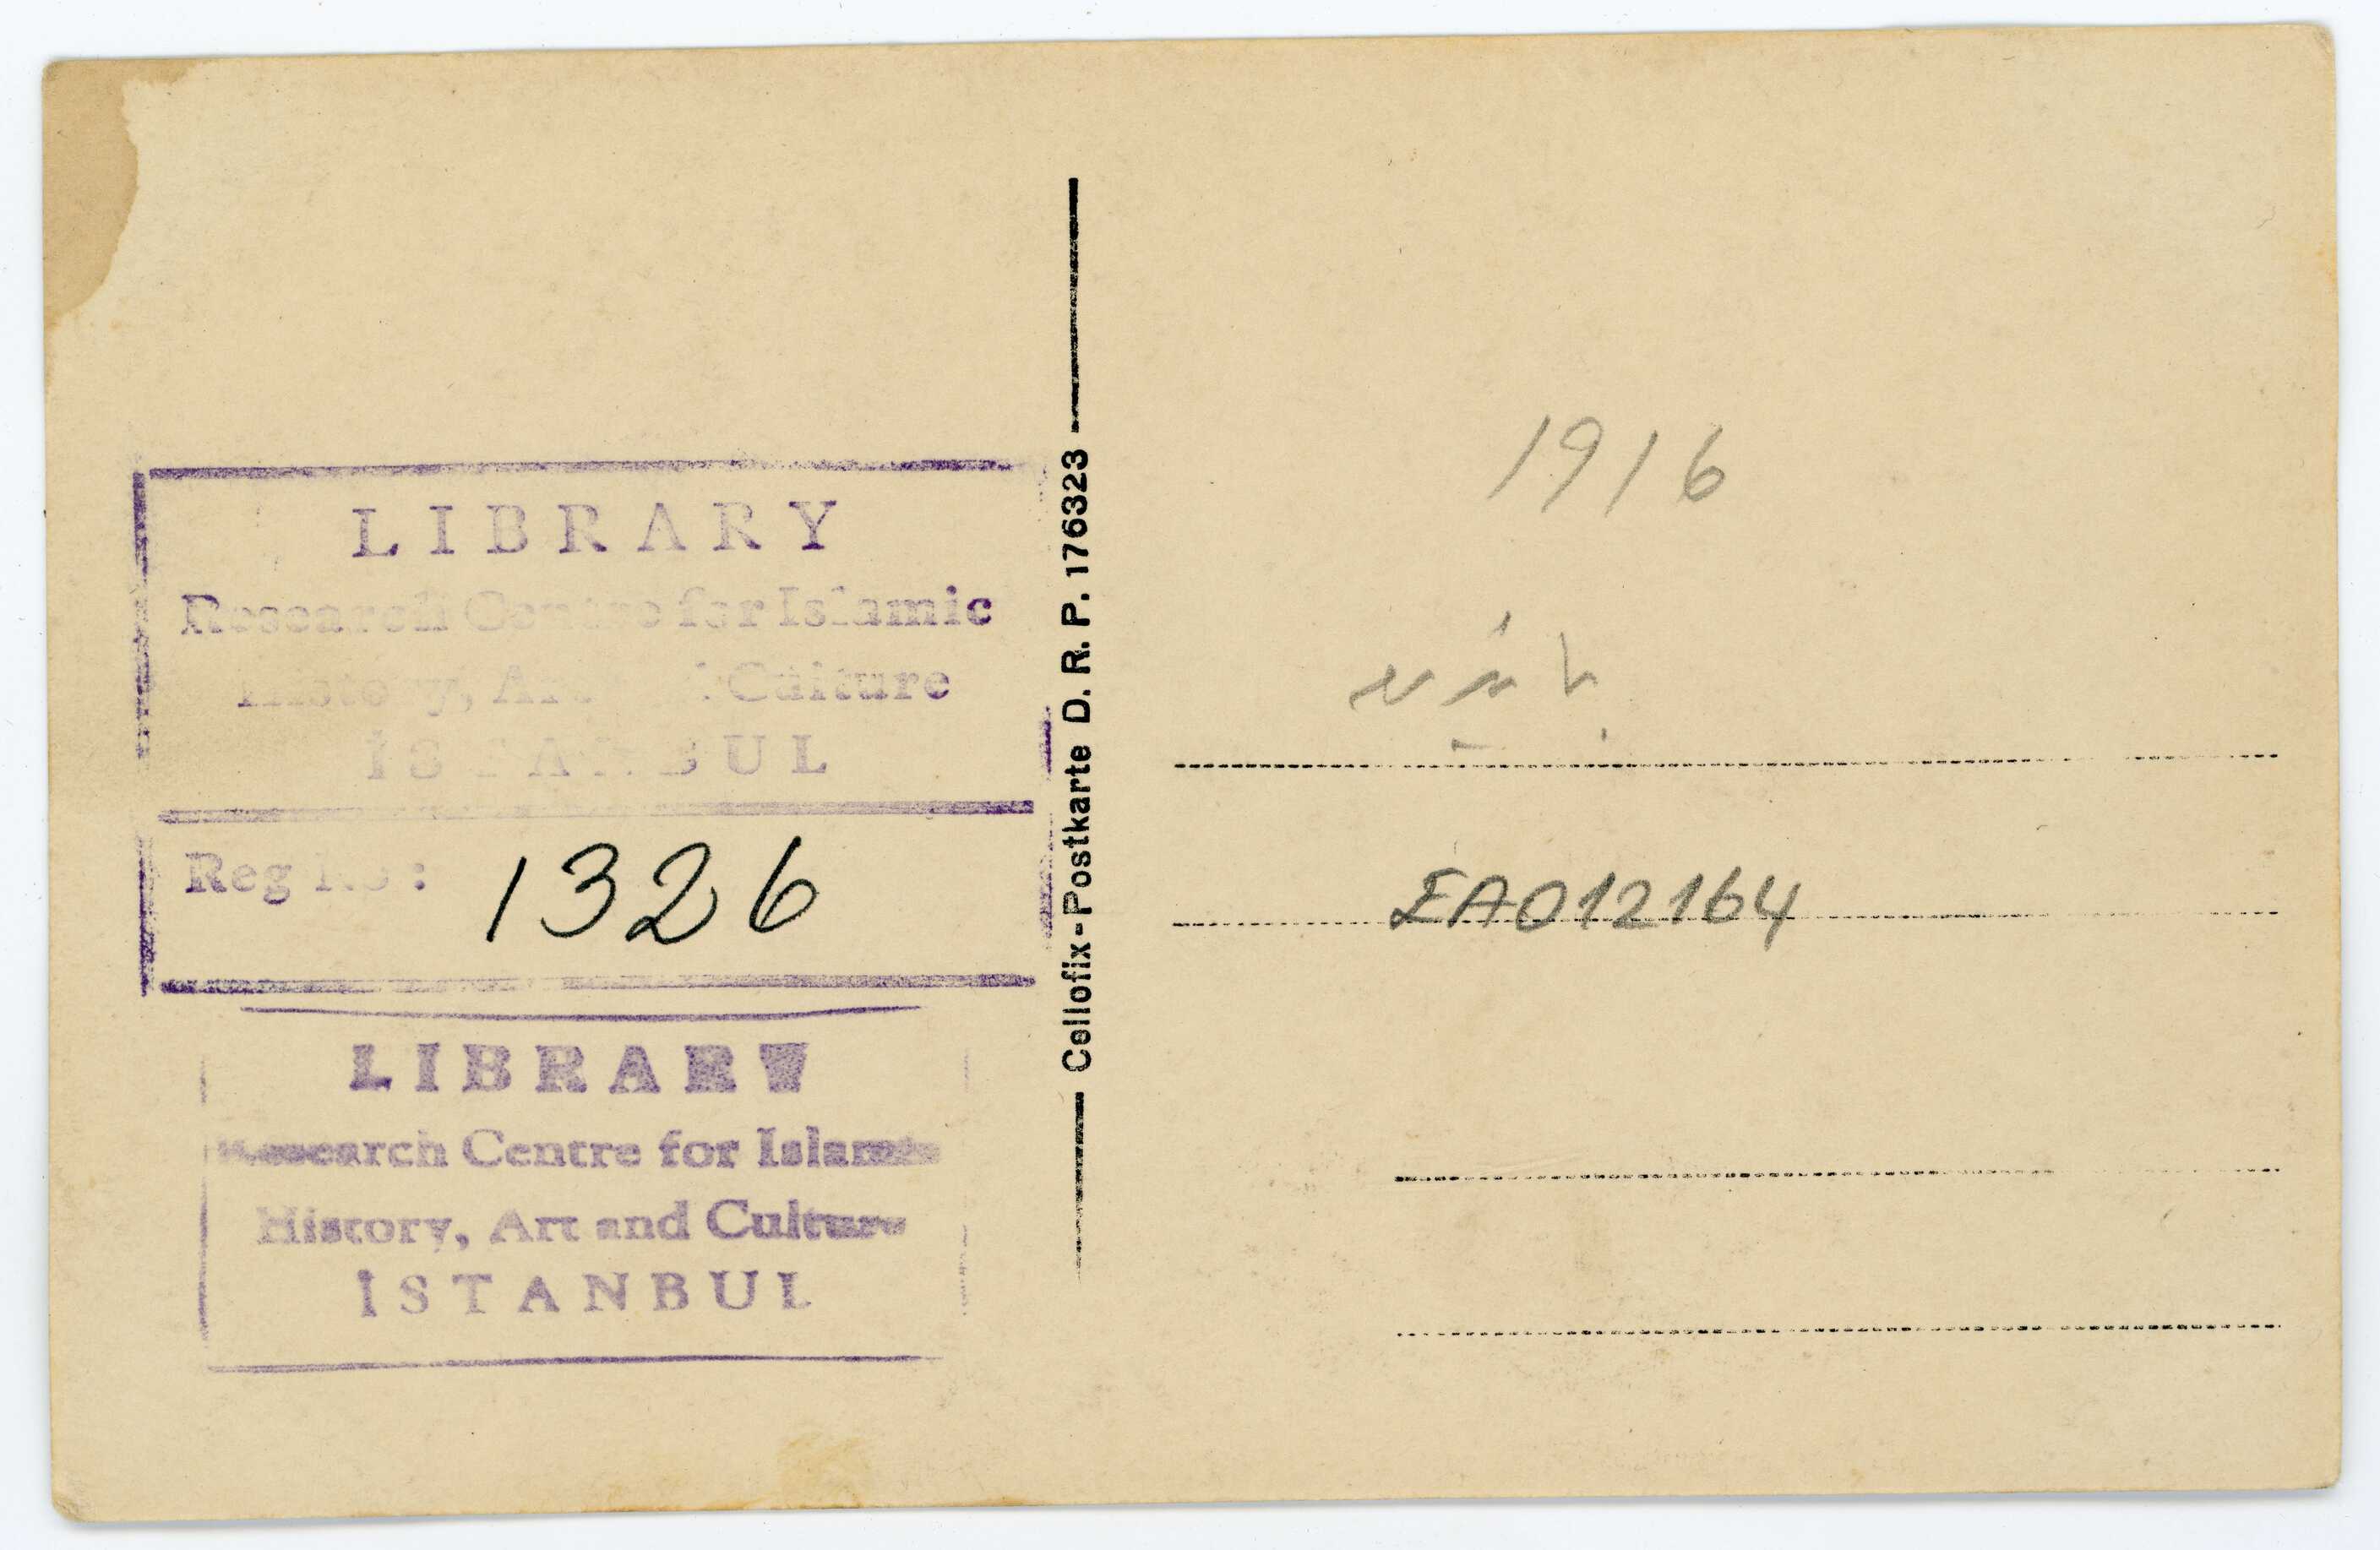 LIBRARY
Research Centre for Islamic
History, Art and Culture
İSTANBUL
Reg No: 1326
LIBRARY
Research Centre for Islamic
History, Art and Culture
İSTANBUL
Cellofix-Postkarte D. R. P. 176323
1916
EA012164